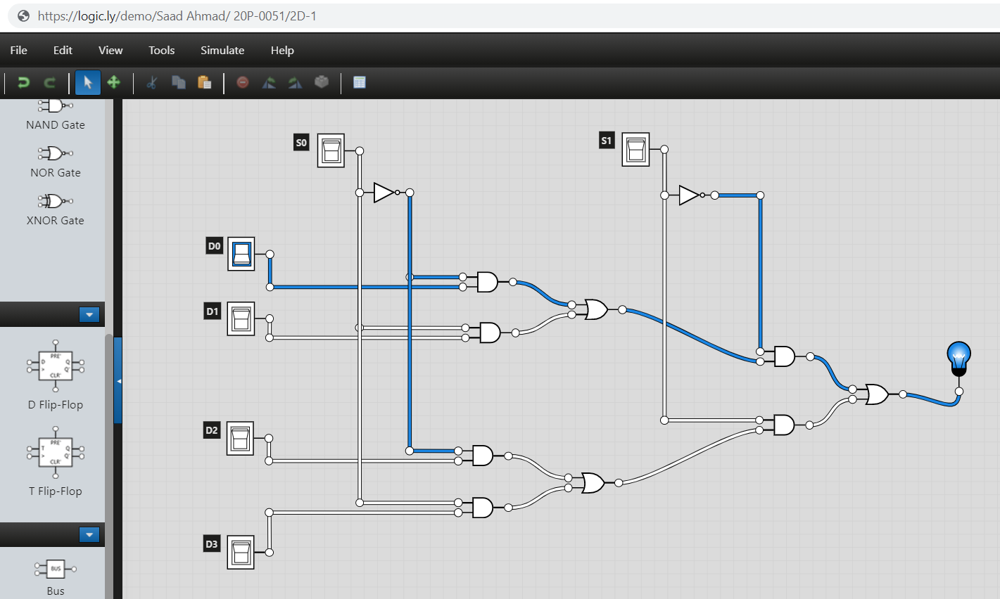 https://logic.ly/demo/Saad Ahmad/ 20P-0051/2D-1
File Edit View Tools Simulate Help
NAND Gate
NOR Gate
XNOR Gate
PRE'
D Q
> Q'
CLR'
D Flip-Flop
PRE'
T Q
> Q'
CLR'
T Flip-Flop
BUS
Bus
S0
S1
D0
D1
D2
D3